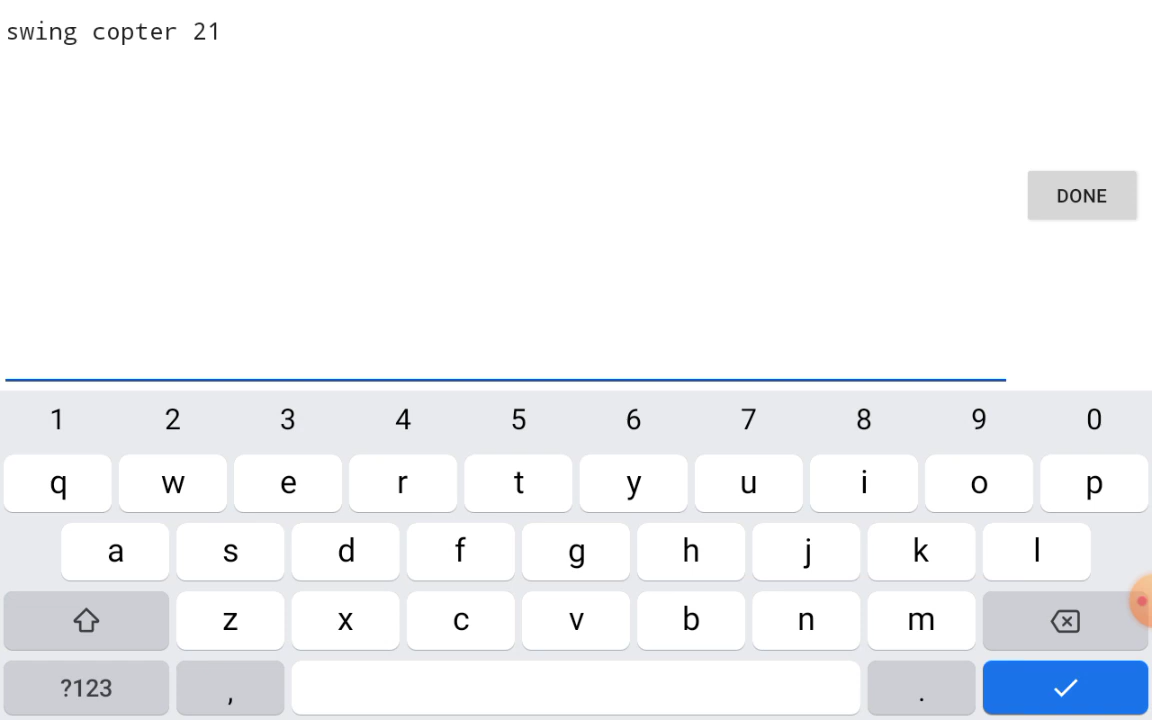 swing copter 21
DONE
1 2 3 4 5 6 7 8 9 0
q w e r t y u i o p
a s d f g h j k l
z x c v b n m
?123 , .